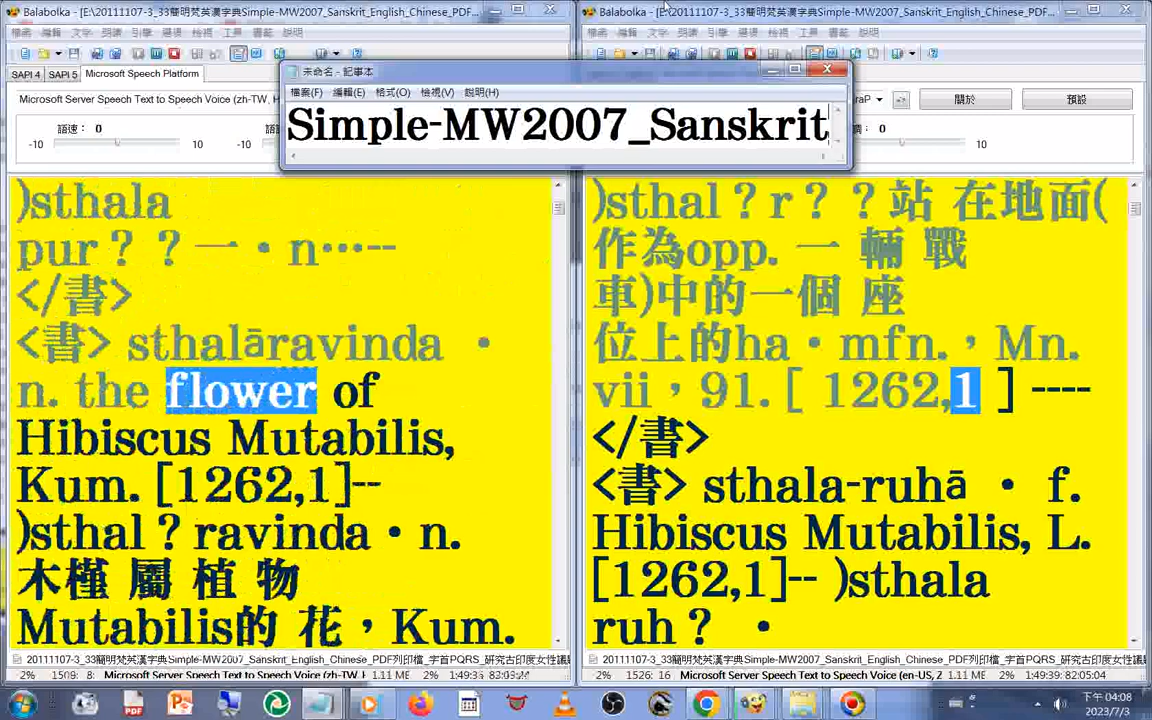 Balabolka - [E:\20111107-3_33簡明梵英漢字典Simple-MW2007_Sanskrit_English_Chinese_PDF...
Balabolka - [E:\20111107-3_33簡明梵英漢字典Simple-MW2007_Sanskrit_English_Chinese_PDF...
SAPI 4 SAPI 5 Microsoft Speech Platform
未命名 - 記事本
檔案(F) 編輯(E) 格式(O) 檢視(V) 說明(H)
Simple-MW2007_Sanskrit
Microsoft Server Speech Text to Speech Voice (zh-TW, H
關於 預設
語速： 0
-10 10 -10
0
10
)sthala
pur？？一・n…--
</書>
<書> sthalāravinda ・
n. the flower of
Hibiscus Mutabilis,
Kum. [1262,1]--
)sthal？ravinda・n.
木槿 屬 植 物
Mutabilis的 花，Kum.
)sthal？r？？站 在地面(
作為opp. 一 輛 戰
車)中的一個 座
位上的ha・mfn.，Mn.
vii，91. [ 1262,1 ] ----
</書>
<書> sthala-ruhā ・ f.
Hibiscus Mutabilis, L.
[1262,1]-- )sthala
ruh？ ・
20111107-3_33簡明梵英漢字典Simple-MW2007_Sanskrit_English_Chinese_PDF列印檔_字首PQRS_研究古印度女性議
20111107-3_33簡明梵英漢字典Simple-MW2007_Sanskrit_English_Chinese_PDF列印檔_字首PQRS_研究古印度女性議
2% 1509: 8: Microsoft Server Speech Text to Speech Voice (zh-TW, 1.11 ME 2%
2% 1526: 16 Microsoft Server Speech Text to Speech Voice (en-US, Z 1.11 ME 2% 1:49:39; 82:05:04
下午 04:08
2023/7/3